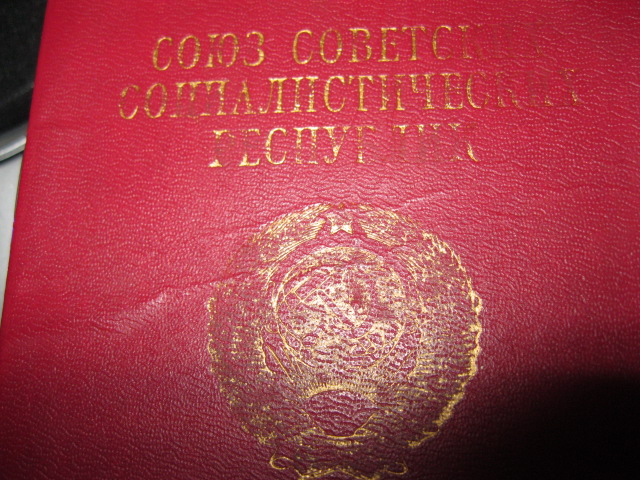 СОЮЗ СОВЕТСКИХ
СОЦИАЛИСТИЧЕСКИХ
РЕСПУБЛИК